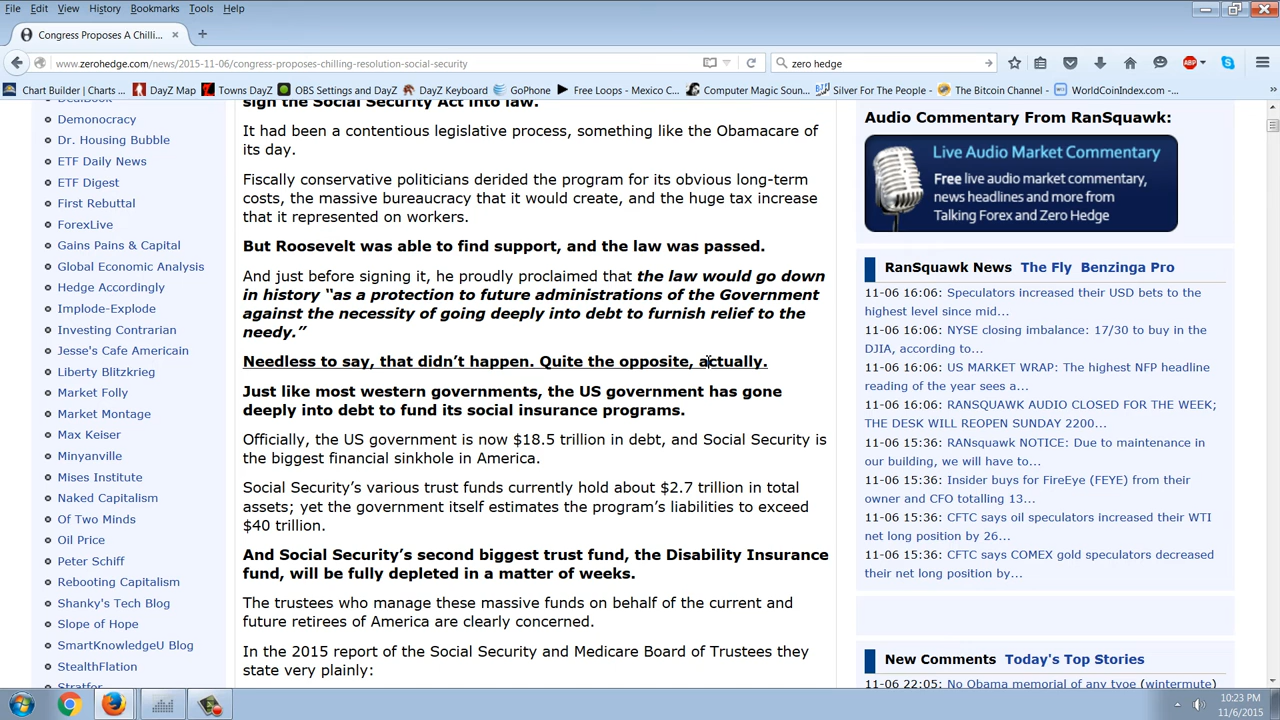 File Edit View History Bookmarks Tools Help
Congress Proposes A Chilli... × +
www.zerohedge.com/news/2015-11-06/congress-proposes-chilling-resolution-social-security
zero hedge
ABP
Chart Builder | Charts ... DayZ Map Towns DayZ OBS Settings and DayZ DayZ Keyboard GoPhone Free Loops - Mexico C... Computer Magic Soun... Silver For The People - ... The Bitcoin Channel - ... WorldCoinIndex.com -... »
DealBook
Demonocracy
Dr. Housing Bubble
ETF Daily News
ETF Digest
First Rebuttal
ForexLive
Gains Pains & Capital
Global Economic Analysis
Hedge Accordingly
Implode-Explode
Investing Contrarian
Jesse's Cafe Americain
Liberty Blitzkrieg
Market Folly
Market Montage
Max Keiser
Minyanville
Mises Institute
Naked Capitalism
Of Two Minds
Oil Price
Peter Schiff
Rebooting Capitalism
Shanky's Tech Blog
Slope of Hope
SmartKnowledgeU Blog
StealthFlation
Stratfor
sign the Social Security Act into law.
It had been a contentious legislative process, something like the Obamacare of
its day.
Fiscally conservative politicians derided the program for its obvious long-term
costs, the massive bureaucracy that it would create, and the huge tax increase
that it represented on workers.
But Roosevelt was able to find support, and the law was passed.
And just before signing it, he proudly proclaimed that the law would go down
in history “as a protection to future administrations of the Government
against the necessity of going deeply into debt to furnish relief to the
needy.”
Needless to say, that didn’t happen. Quite the opposite, actually.
Just like most western governments, the US government has gone
deeply into debt to fund its social insurance programs.
Officially, the US government is now $18.5 trillion in debt, and Social Security is
the biggest financial sinkhole in America.
Social Security’s various trust funds currently hold about $2.7 trillion in total
assets; yet the government itself estimates the program’s liabilities to exceed
$40 trillion.
And Social Security’s second biggest trust fund, the Disability Insurance
fund, will be fully depleted in a matter of weeks.
The trustees who manage these massive funds on behalf of the current and
future retirees of America are clearly concerned.
In the 2015 report of the Social Security and Medicare Board of Trustees they
state very plainly:
Audio Commentary From RanSquawk:
Live Audio Market Commentary
Free live audio market commentary,
news headlines and more from
Talking Forex and Zero Hedge
RanSquawk News The Fly Benzinga Pro
11-06 16:06: Speculators increased their USD bets to the
highest level since mid...
11-06 16:06: NYSE closing imbalance: 17/30 to buy in the
DJIA, according to...
11-06 16:06: US MARKET WRAP: The highest NFP headline
reading of the year sees a...
11-06 16:06: RANSQUAWK AUDIO CLOSED FOR THE WEEK;
THE DESK WILL REOPEN SUNDAY 2200...
11-06 15:36: RANsquawk NOTICE: Due to maintenance in
our building, we will have to...
11-06 15:36: Insider buys for FireEye (FEYE) from their
owner and CFO totalling 13...
11-06 15:36: CFTC says oil speculators increased their WTI
net long position by 26...
11-06 15:36: CFTC says COMEX gold speculators decreased
their net long position by...
New Comments Today's Top Stories
11-06 22:05: No Obama memorial of any type (wintermute)
10:23 PM
11/6/2015